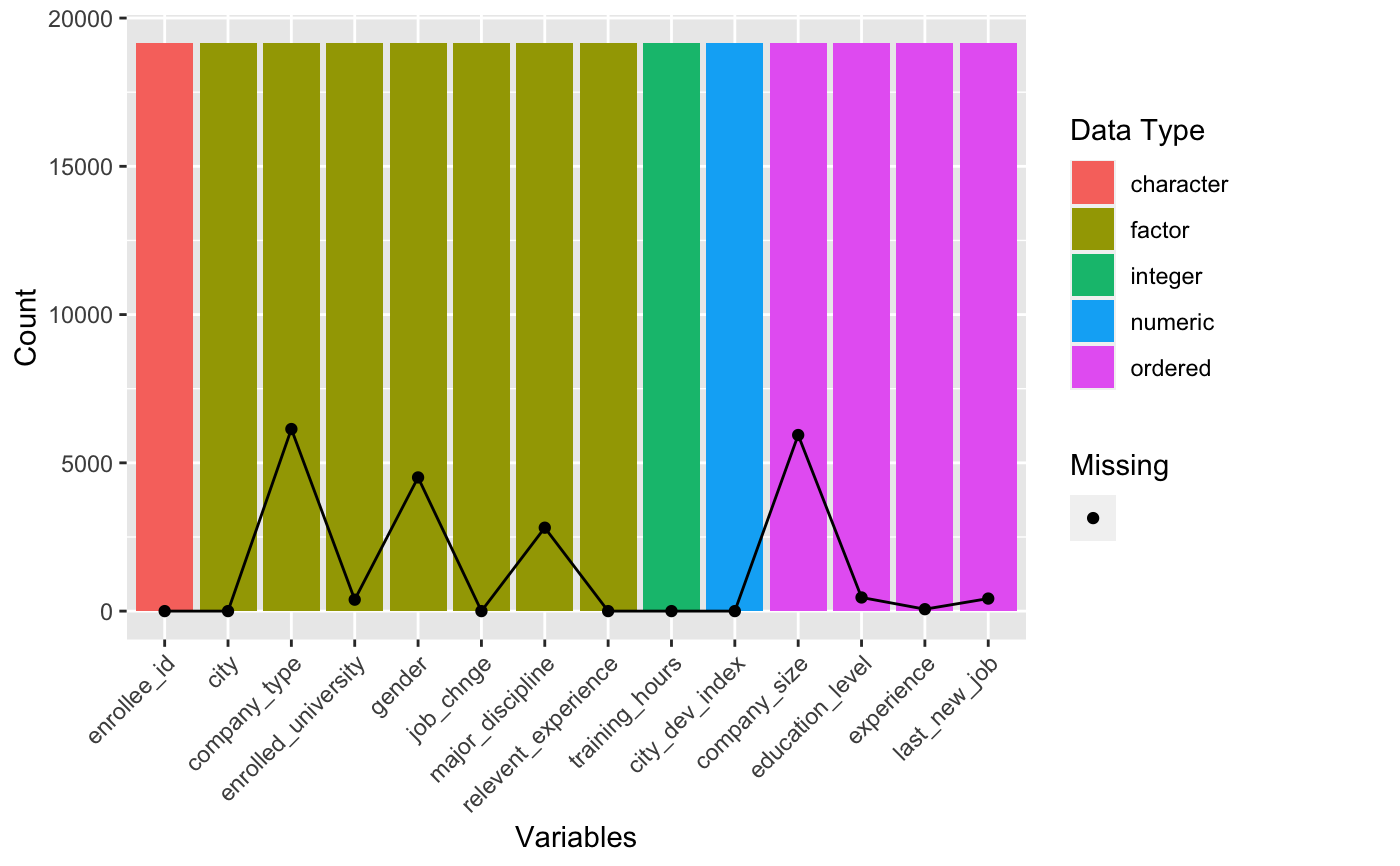 20000
15000
10000
5000
0
Count
enrollee_id
city
company_type
enrolled_university
gender
job_chnge
major_discipline
relevent_experience
training_hours
city_dev_index
company_size
education_level
experience
last_new_job
Variables
Data Type
character
factor
integer
numeric
ordered
Missing